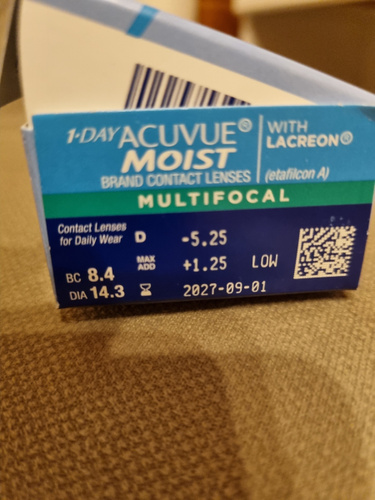 1·DAY ACUVUE® WITH
MOIST LACREON®
BRAND CONTACT LENSES (etafilcon A)
MULTIFOCAL
Contact Lenses
for Daily Wear D -5.25
MAX
ADD +1.25 LOW
BC 8.4
DIA 14.3 2027-09-01